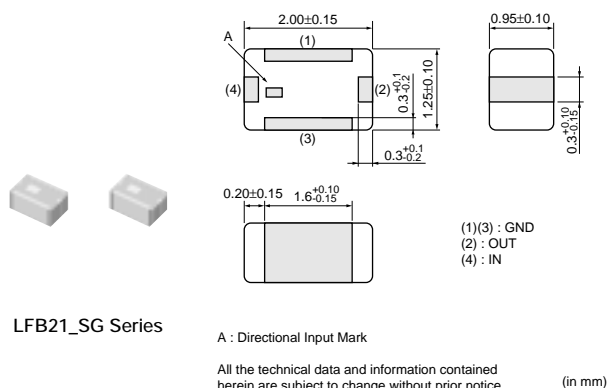 2.00±0.15
0.95±0.10
A
(1)
(4)
(2)
(3)
0.3+0.1-0.2
1.25±0.10
0.3+0.1-0.2
0.3+0.10-0.15
0.20±0.15
1.6+0.10-0.15
(1)(3) : GND
(2) : OUT
(4) : IN
LFB21_SG Series
A : Directional Input Mark
All the technical data and information contained
herein are subject to change without prior notice
(in mm)